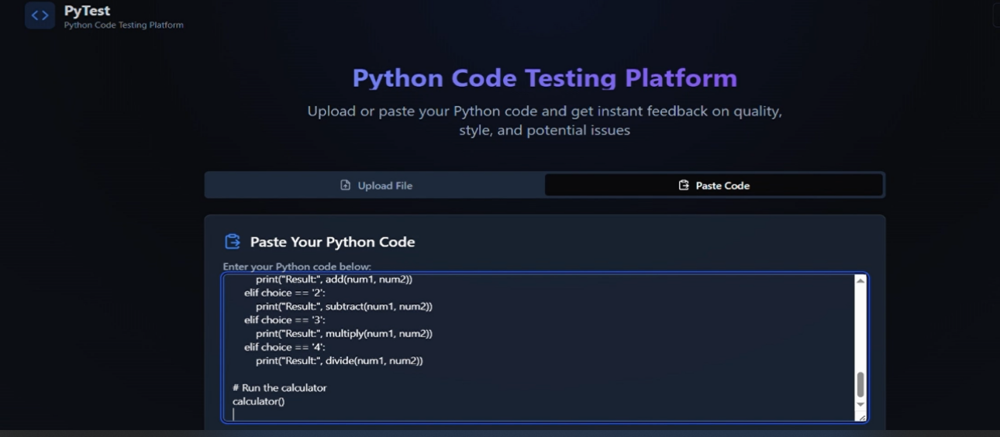 PyTest
Python Code Testing Platform
Python Code Testing Platform
Upload or paste your Python code and get instant feedback on quality,
style, and potential issues
Upload File
Paste Code
Paste Your Python Code
Enter your Python code below:
print("Result:", add(num1, num2))
elif choice == '2':
print("Result:", subtract(num1, num2))
elif choice == '3':
print("Result:", multiply(num1, num2))
elif choice == '4':
print("Result:", divide(num1, num2))
# Run the calculator
calculator()